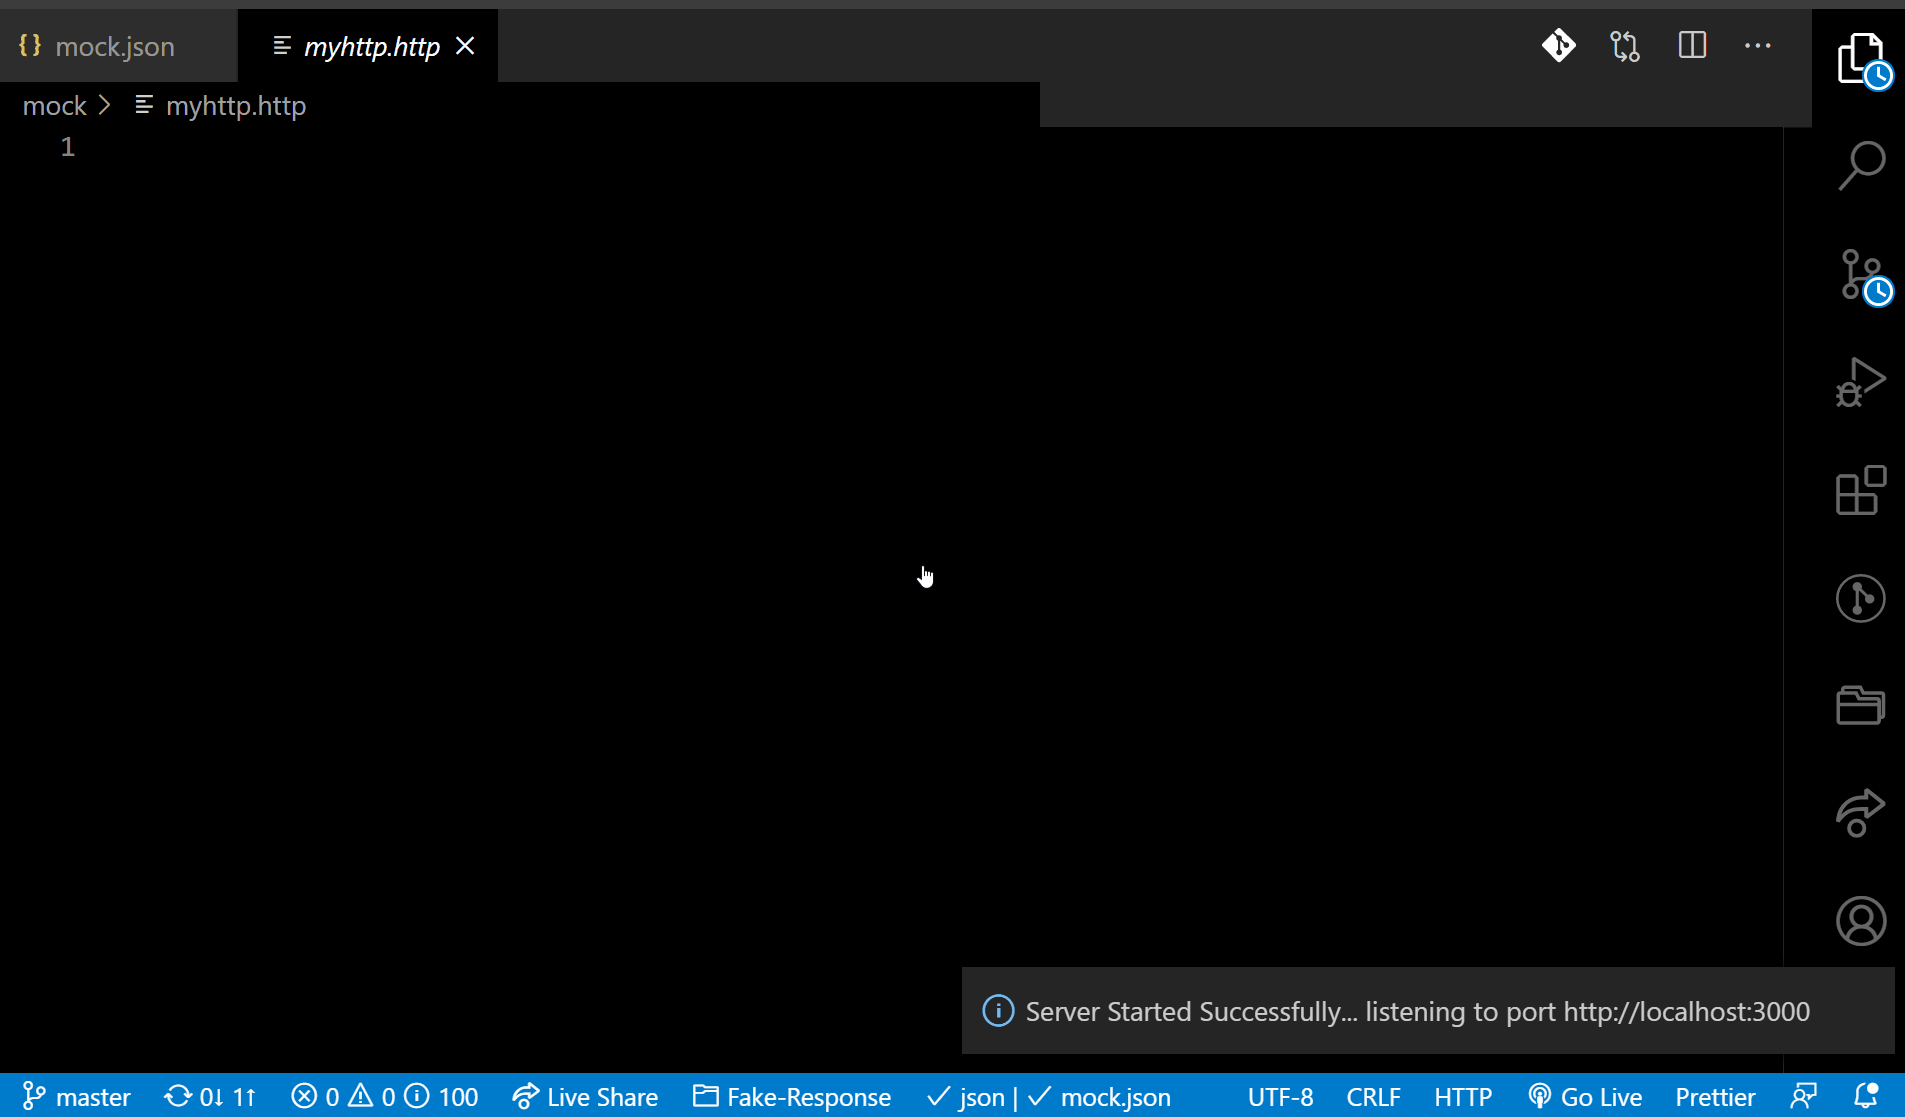 mock.json myhttp.http
mock > myhttp.http
1
Server Started Successfully... listening to port http://localhost:3000
master 0↓ 1↑ 0 0 100 Live Share Fake-Response ✓ json | ✓ mock.json UTF-8 CRLF HTTP Go Live Prettier